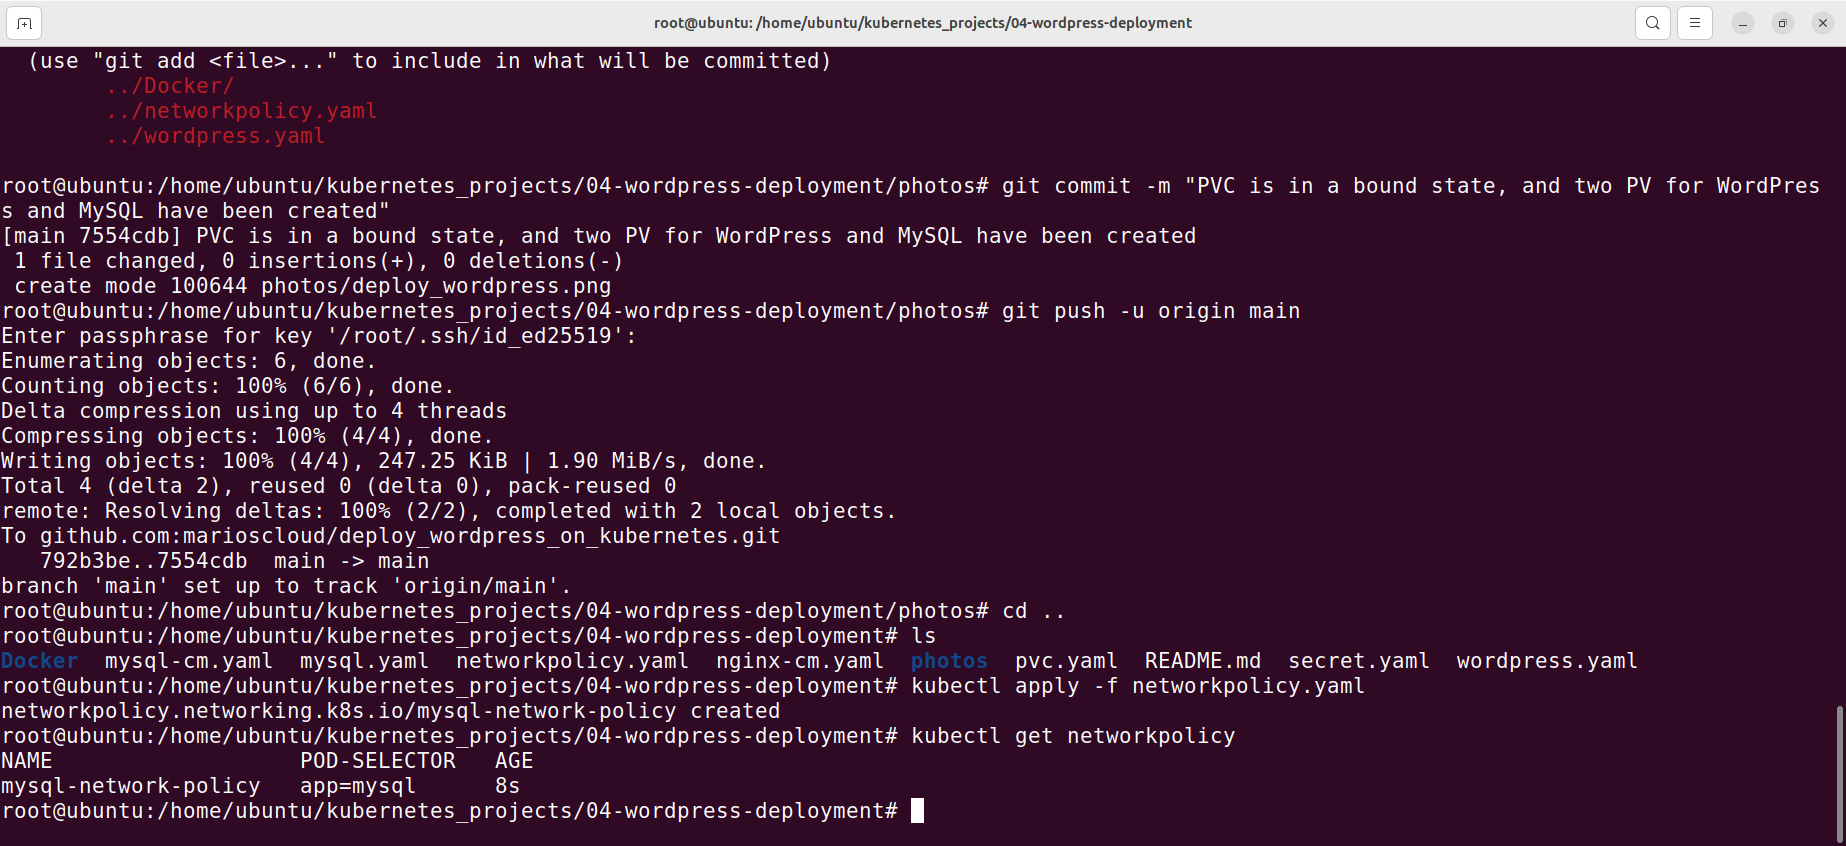 root@ubuntu: /home/ubuntu/kubernetes_projects/04-wordpress-deployment
  (use "git add <file>..." to include in what will be committed)
        ../Docker/
        ../networkpolicy.yaml
        ../wordpress.yaml
root@ubuntu:/home/ubuntu/kubernetes_projects/04-wordpress-deployment/photos# git commit -m "PVC is in a bound state, and two PV for WordPres
s and MySQL have been created"
[main 7554cdb] PVC is in a bound state, and two PV for WordPress and MySQL have been created
 1 file changed, 0 insertions(+), 0 deletions(-)
 create mode 100644 photos/deploy_wordpress.png
root@ubuntu:/home/ubuntu/kubernetes_projects/04-wordpress-deployment/photos# git push -u origin main
Enter passphrase for key '/root/.ssh/id_ed25519':
Enumerating objects: 6, done.
Counting objects: 100% (6/6), done.
Delta compression using up to 4 threads
Compressing objects: 100% (4/4), done.
Writing objects: 100% (4/4), 247.25 KiB | 1.90 MiB/s, done.
Total 4 (delta 2), reused 0 (delta 0), pack-reused 0
remote: Resolving deltas: 100% (2/2), completed with 2 local objects.
To github.com:marioscloud/deploy_wordpress_on_kubernetes.git
   792b3be..7554cdb  main -> main
branch 'main' set up to track 'origin/main'.
root@ubuntu:/home/ubuntu/kubernetes_projects/04-wordpress-deployment/photos# cd ..
root@ubuntu:/home/ubuntu/kubernetes_projects/04-wordpress-deployment# ls
Docker  mysql-cm.yaml  mysql.yaml  networkpolicy.yaml  nginx-cm.yaml  photos  pvc.yaml  README.md  secret.yaml  wordpress.yaml
root@ubuntu:/home/ubuntu/kubernetes_projects/04-wordpress-deployment# kubectl apply -f networkpolicy.yaml
networkpolicy.networking.k8s.io/mysql-network-policy created
root@ubuntu:/home/ubuntu/kubernetes_projects/04-wordpress-deployment# kubectl get networkpolicy
NAME                   POD-SELECTOR   AGE
mysql-network-policy   app=mysql      8s
root@ubuntu:/home/ubuntu/kubernetes_projects/04-wordpress-deployment#